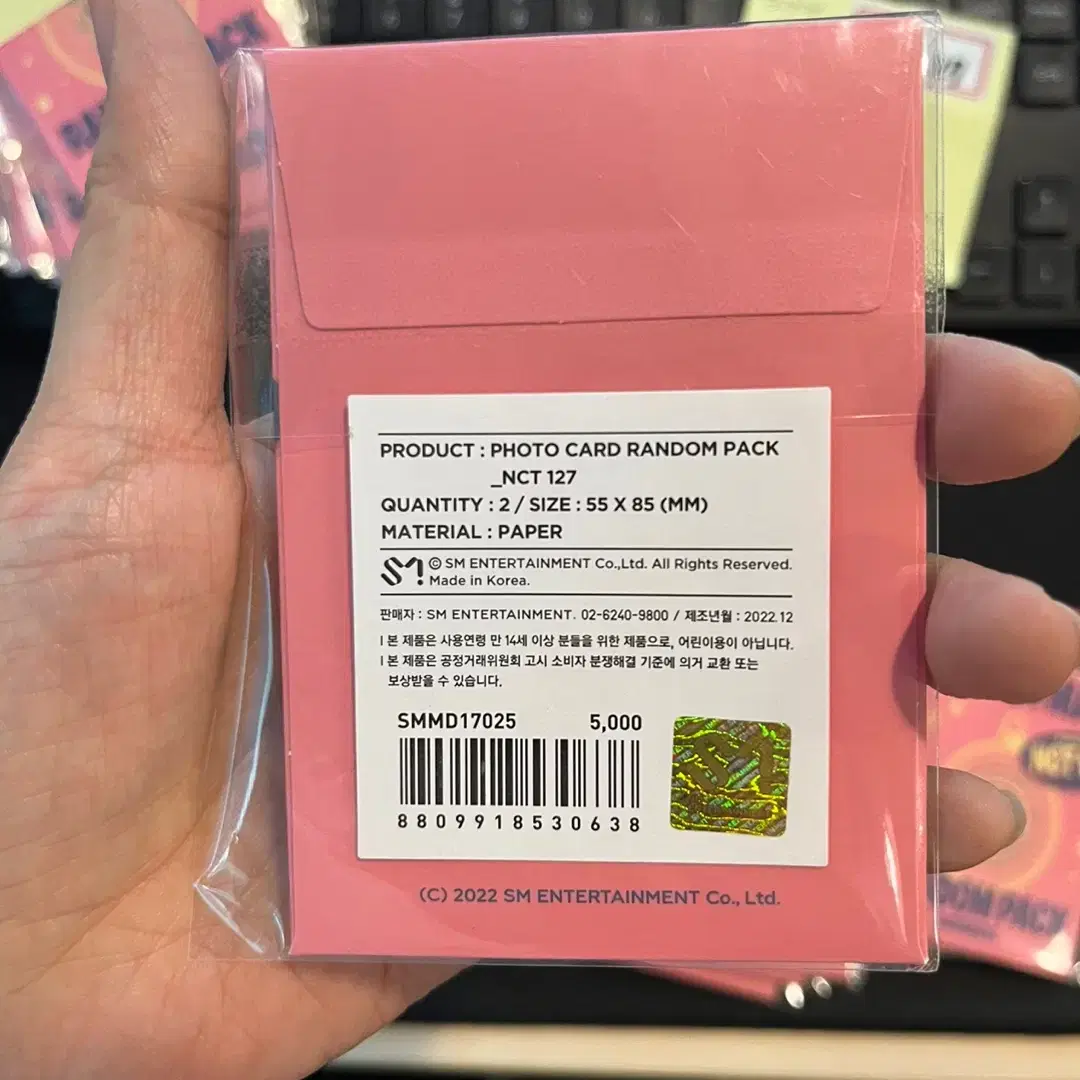 PRODUCT : PHOTO CARD RANDOM PACK
_NCT 127
QUANTITY : 2 / SIZE : 55 X 85 (MM)
MATERIAL : PAPER
SM! © SM ENTERTAINMENT Co.,Ltd. All Rights Reserved.
Made in Korea.
판매자 : SM ENTERTAINMENT. 02-6240-9800 / 제조년월 : 2022.12
l 본 제품은 사용연령 만 14세 이상 분들을 위한 제품으로, 어린이용이 아닙니다.
l 본 제품은 공정거래위원회 고시 소비자 분쟁해결 기준에 의거 교환 또는
보상받을 수 있습니다.
SMMD17025 5,000
8809918530638
(C) 2022 SM ENTERTAINMENT Co., Ltd.
PACK